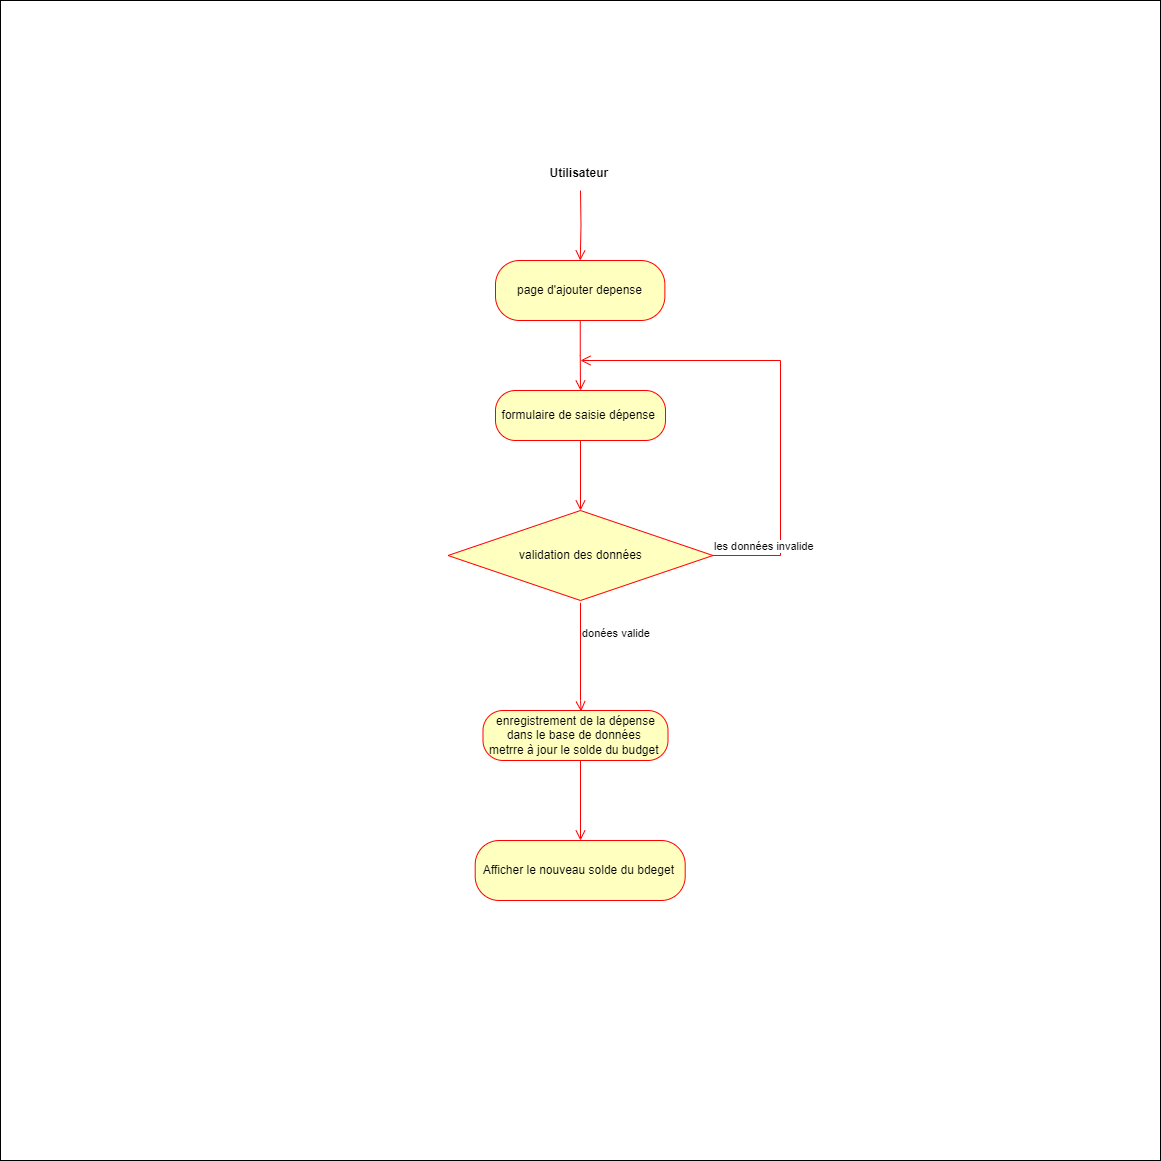 Utilisateur
page d'ajouter depense
formulaire de saisie dépense
validation des données
les données invalide
donées valide
enregistrement de la dépense
dans le base de données
metrre à jour le solde du budget
Afficher le nouveau solde du bdeget